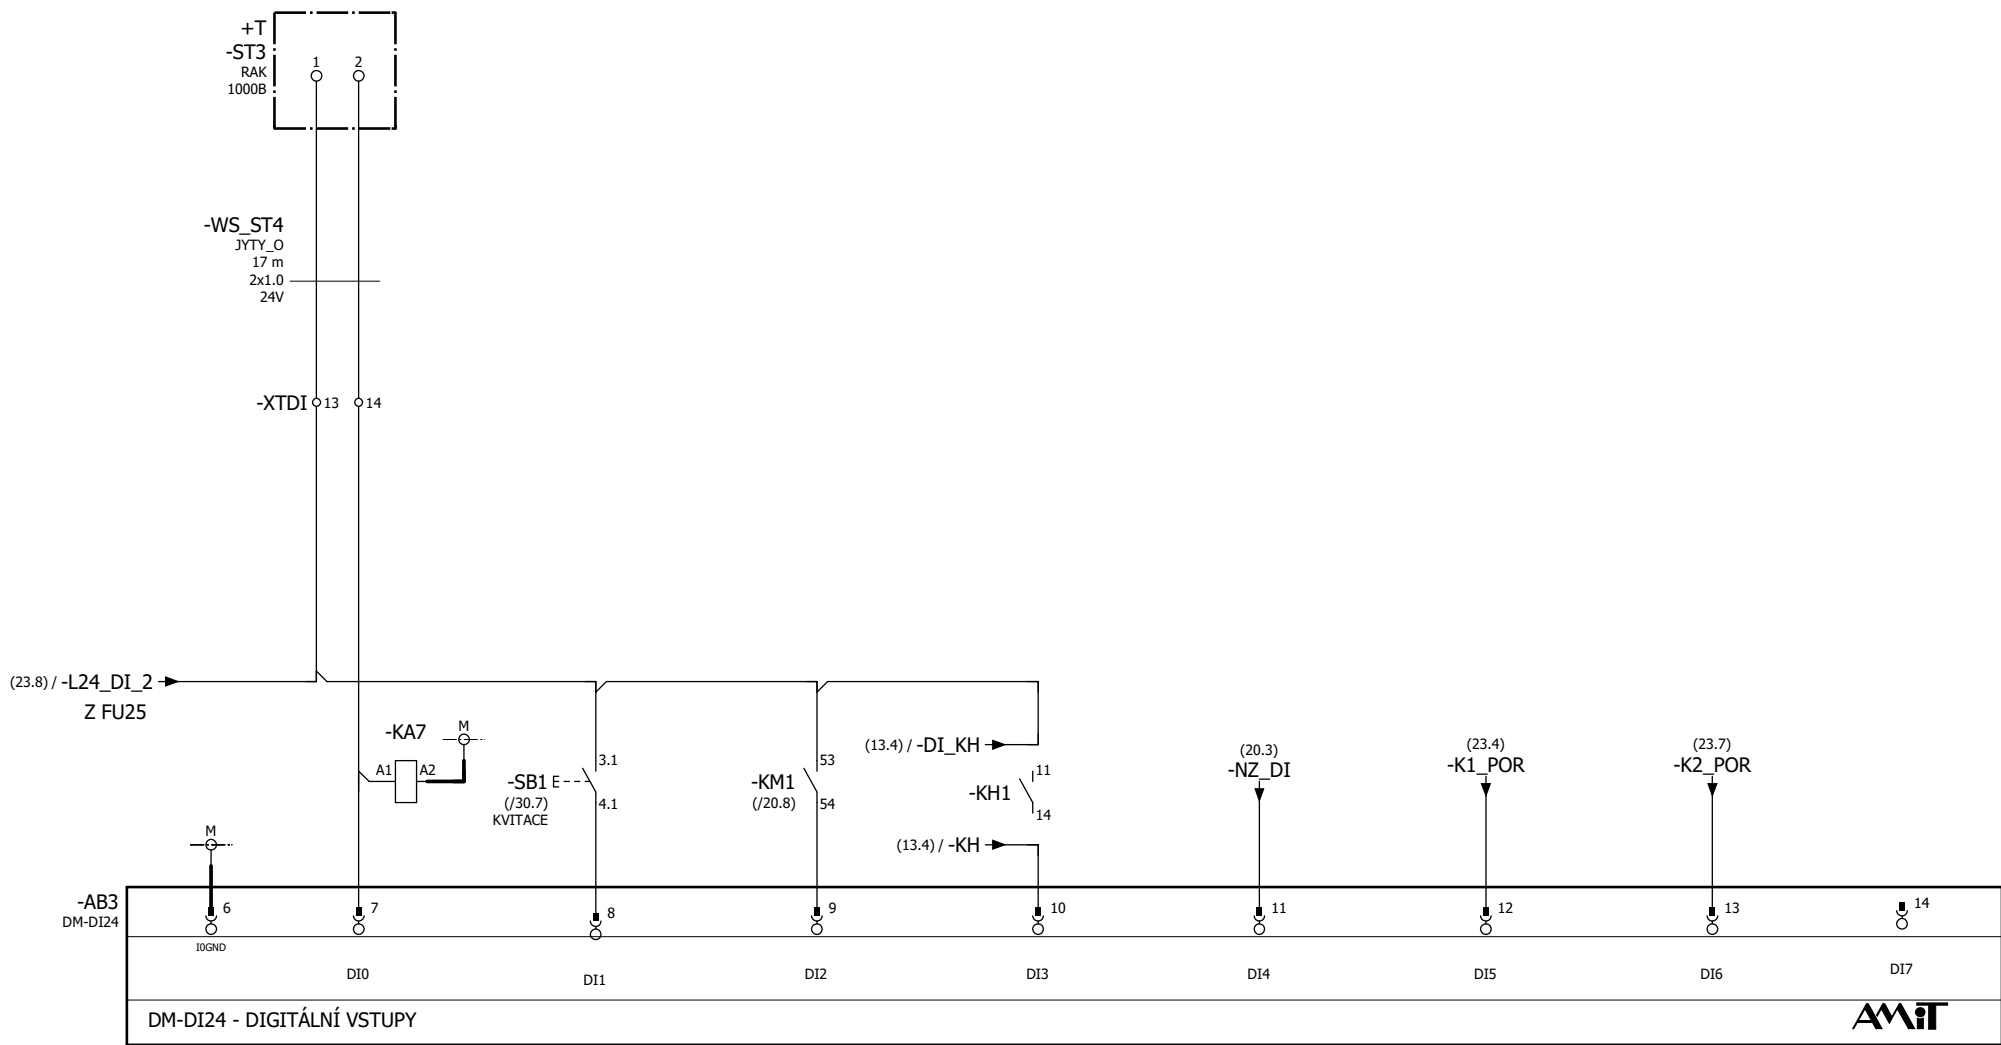 +T
-ST3
RAK
1000B
1 2
-WS_ST4
JYTY_O
17 m
2x1.0
24V
-XTDI 13 14
(23.8) / -L24_DI_2
Z FU25
-KA7 M
A1 A2
-SB1 E
(/30.7)
KVITACE
3.1
4.1
-KM1
(/20.8)
53
54
(13.4) / -DI_KH
-KH1
11
14
(13.4) / -KH
(20.3)
-NZ_DI
(23.4)
-K1_POR
(23.7)
-K2_POR
M
-AB3
DM-DI24
6 7 8 9 10 11 12 13 14
I0GND
DI0 DI1 DI2 DI3 DI4 DI5 DI6 DI7
DM-DI24 - DIGITÁLNÍ VSTUPY
AMiT